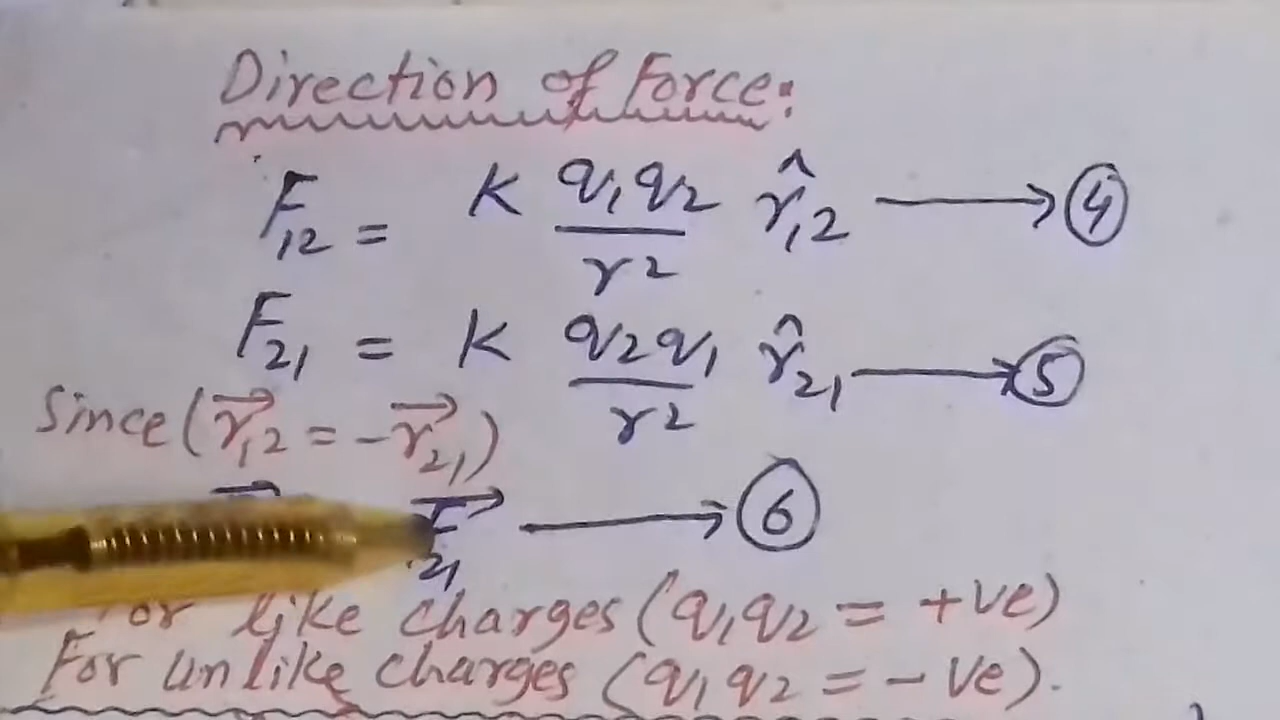 Direction of Force:
F₁₂ = K q₁q₂/r² r̂₁₂ → ④
F₂₁ = K q₂q₁/r² r̂₂₁ → ⑤
Since (r⃗₁₂ = -r⃗₂₁)
F⃗₂₁ → ⑥
like charges (q₁q₂ = +ve)
For unlike charges (q₁q₂ = -ve).